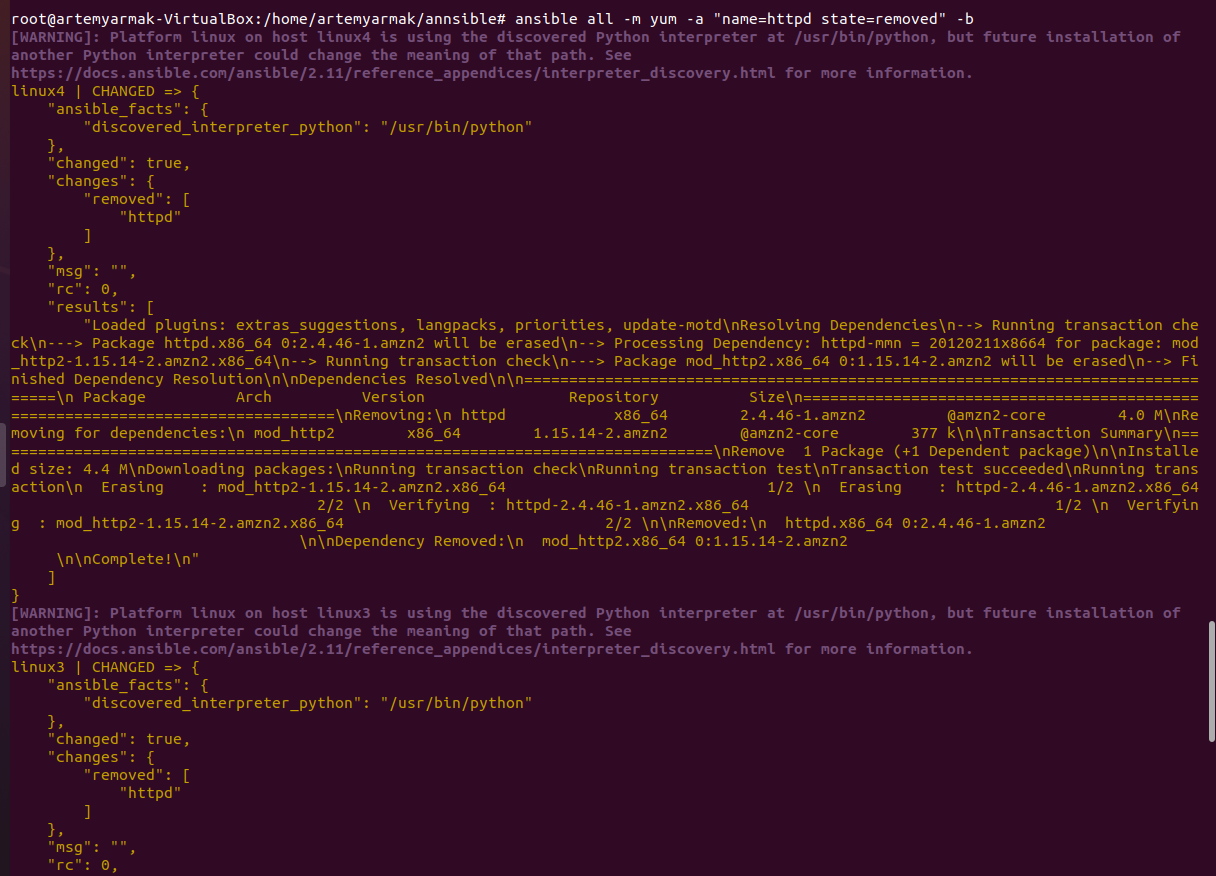 root@artemyarmak-VirtualBox:/home/artemyarmak/annsible# ansible all -m yum -a "name=httpd state=removed" -b
[WARNING]: Platform linux on host linux4 is using the discovered Python interpreter at /usr/bin/python, but future installation of
another Python interpreter could change the meaning of that path. See
https://docs.ansible.com/ansible/2.11/reference_appendices/interpreter_discovery.html for more information.
linux4 | CHANGED => {
    "ansible_facts": {
        "discovered_interpreter_python": "/usr/bin/python"
    },
    "changed": true,
    "changes": {
        "removed": [
            "httpd"
        ]
    },
    "msg": "",
    "rc": 0,
    "results": [
        "Loaded plugins: extras_suggestions, langpacks, priorities, update-motd\nResolving Dependencies\n--> Running transaction che
ck\n---> Package httpd.x86_64 0:2.4.46-1.amzn2 will be erased\n--> Processing Dependency: httpd-mmn = 20120211x8664 for package: mod
_http2-1.15.14-2.amzn2.x86_64\n--> Running transaction check\n---> Package mod_http2.x86_64 0:1.15.14-2.amzn2 will be erased\n--> Fi
nished Dependency Resolution\n\nDependencies Resolved\n\n===========================================================================
=====\n Package          Arch          Version                Repository          Size\n============================================
====================================\nRemoving:\n httpd            x86_64        2.4.46-1.amzn2         @amzn2-core        4.0 M\nRe
moving for dependencies:\n mod_http2        x86_64        1.15.14-2.amzn2        @amzn2-core        377 k\n\nTransaction Summary\n==
==============================================================================\nRemove  1 Package (+1 Dependent package)\n\nInstalle
d size: 4.4 M\nDownloading packages:\nRunning transaction check\nRunning transaction test\nTransaction test succeeded\nRunning trans
action\n  Erasing    : mod_http2-1.15.14-2.amzn2.x86_64                             1/2 \n  Erasing    : httpd-2.4.46-1.amzn2.x86_64
                                  2/2 \n  Verifying  : httpd-2.4.46-1.amzn2.x86_64                                  1/2 \n  Verifyin
g  : mod_http2-1.15.14-2.amzn2.x86_64                             2/2 \n\nRemoved:\n  httpd.x86_64 0:2.4.46-1.amzn2
                                \n\nDependency Removed:\n  mod_http2.x86_64 0:1.15.14-2.amzn2
     \n\nComplete!\n"
    ]
}
[WARNING]: Platform linux on host linux3 is using the discovered Python interpreter at /usr/bin/python, but future installation of
another Python interpreter could change the meaning of that path. See
https://docs.ansible.com/ansible/2.11/reference_appendices/interpreter_discovery.html for more information.
linux3 | CHANGED => {
    "ansible_facts": {
        "discovered_interpreter_python": "/usr/bin/python"
    },
    "changed": true,
    "changes": {
        "removed": [
            "httpd"
        ]
    },
    "msg": "",
    "rc": 0,